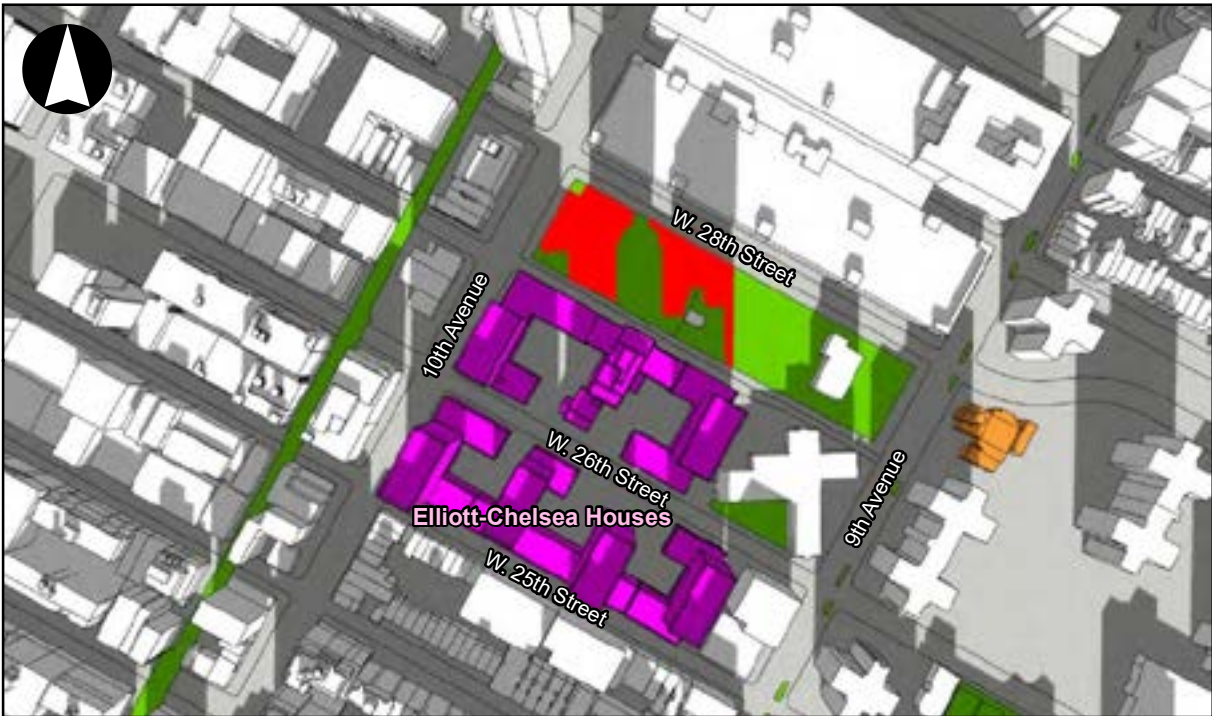 W. 28th Street
10th Avenue
W. 26th Street
9th Avenue
Elliott-Chelsea Houses
W. 25th Street